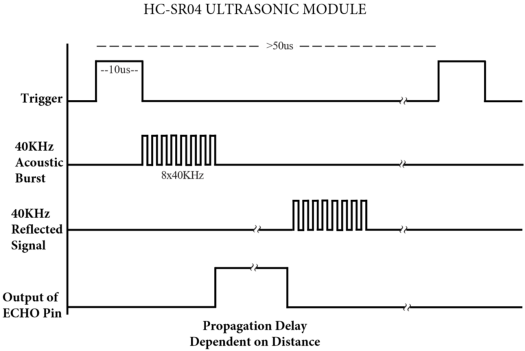 HC-SR04 ULTRASONIC MODULE
>50us
--10us--
Trigger
40KHz
Acoustic
Burst
8x40KHz
40KHz
Reflected
Signal
Output of
ECHO Pin
Propagation Delay
Dependent on Distance